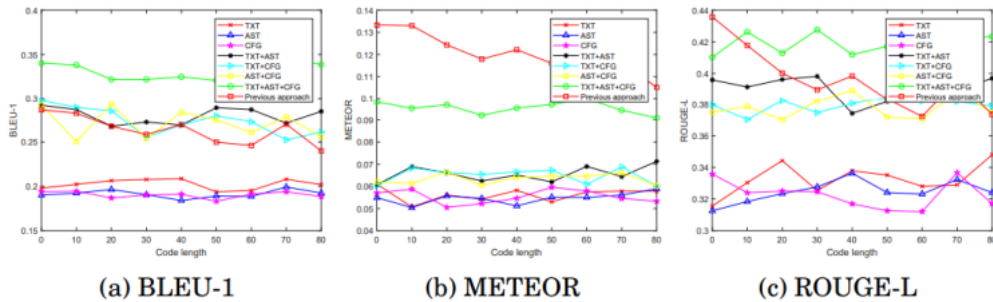 0.4
0.35
0.3
0.25
0.2
0.15
BLEU-1
0 10 20 30 40 50 60 70 80
Code length
TXT
AST
CFG
TXT+AST
TXT+CFG
AST+CFG
TXT+AST+CFG
Previous approach
(a) BLEU-1
0.14
0.13
0.12
0.11
0.1
0.09
0.08
0.07
0.06
0.05
0.04
METEOR
0 10 20 30 40 50 60 70 80
Code length
TXT
AST
CFG
TXT+AST
TXT+CFG
AST+CFG
TXT+AST+CFG
Previous approach
(b) METEOR
0.44
0.42
0.4
0.38
0.36
0.34
0.32
0.3
ROUGE-L
0 10 20 30 40 50 60 70 80
Code length
TXT
AST
CFG
TXT+AST
TXT+CFG
AST+CFG
TXT+AST+CFG
Previous approach
(c) ROUGE-L